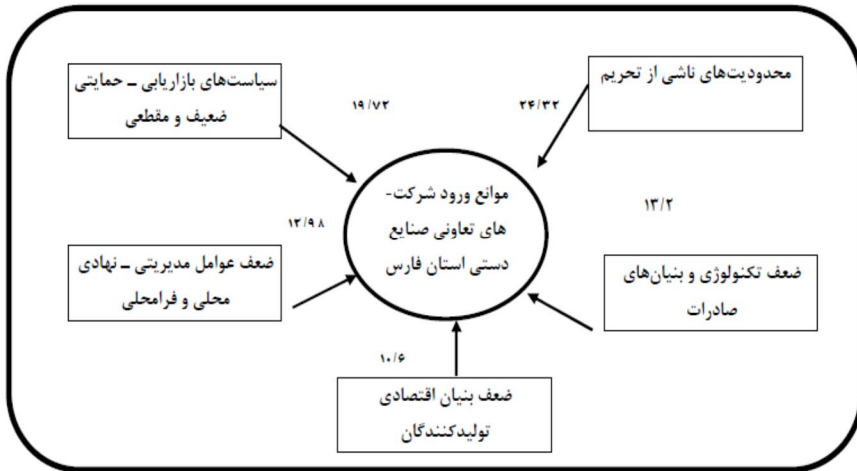 محدودیت‌های ناشی از تحریم
۲۴/۳۲
سیاست‌های بازاریابی – حمایتی
ضعیف و مقطعی
۱۹/۷۲
موانع ورود شرکت-
های تعاونی صنایع
دستی استان فارس
۱۳/۲
ضعف تکنولوژی و بنیان‌های
صادرات
۱۲/۹۸
ضعف عوامل مدیریتی – نهادی
محلی و فرامحلی
۱۰/۶
ضعف بنیان اقتصادی
تولیدکنندگان